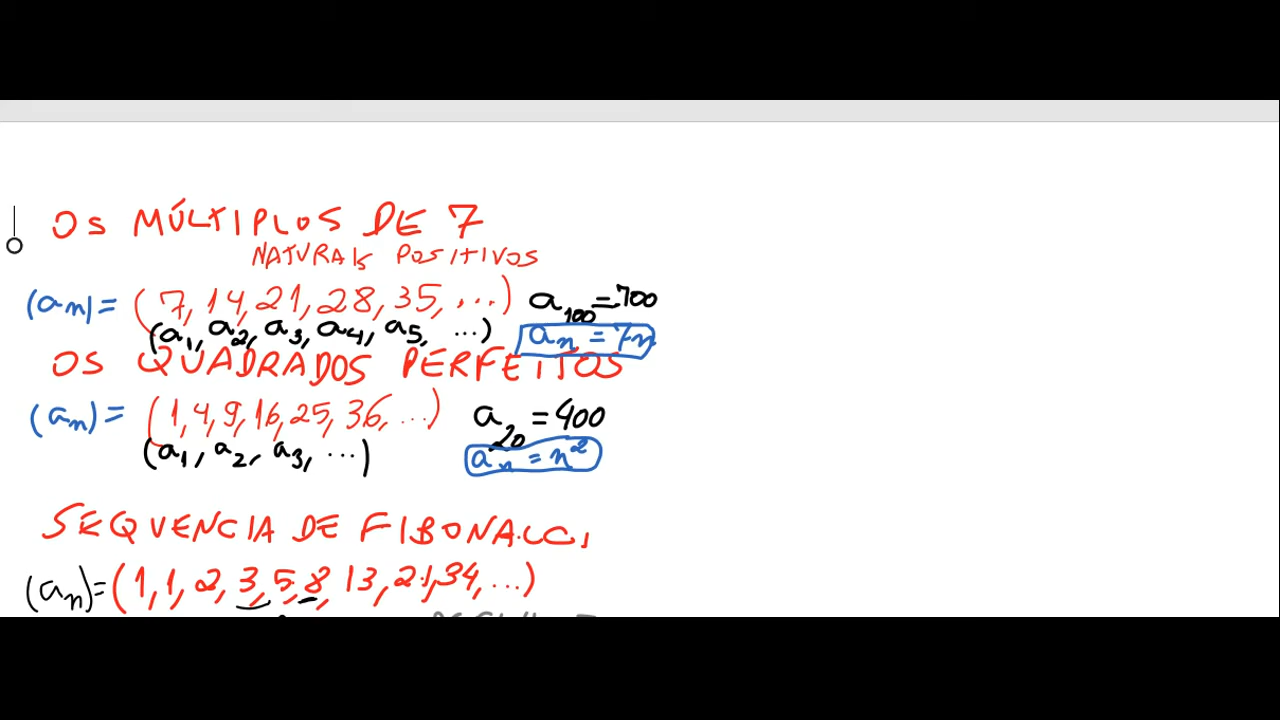 OS MÚLTIPLOS DE 7
NATURAIS POSITIVOS
(an)= (7, 14, 21, 28, 35, ...) a100=700
(a1, a2, a3, a4, a5, ...) an = 7n
OS QUADRADOS PERFEITOS
(an)= (1, 4, 9, 16, 25, 36, ...) a20=400
(a1, a2, a3, ...) an = n²
SEQUENCIA DE FIBONACCI
(an)=(1, 1, 2, 3, 5, 8, 13, 21, 34, ...)